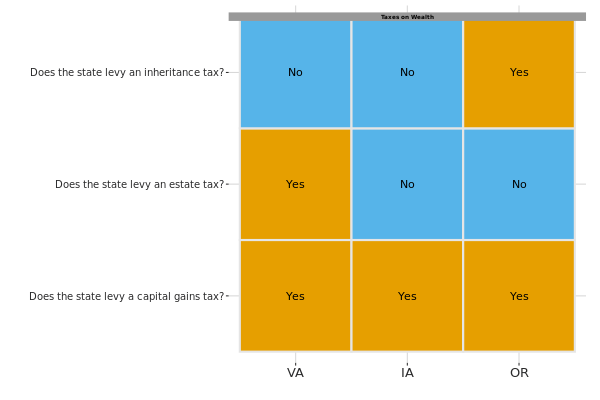 Taxes on Wealth
Does the state levy an inheritance tax?
No
No
Yes
Does the state levy an estate tax?
Yes
No
No
Does the state levy a capital gains tax?
Yes
Yes
Yes
VA
IA
OR